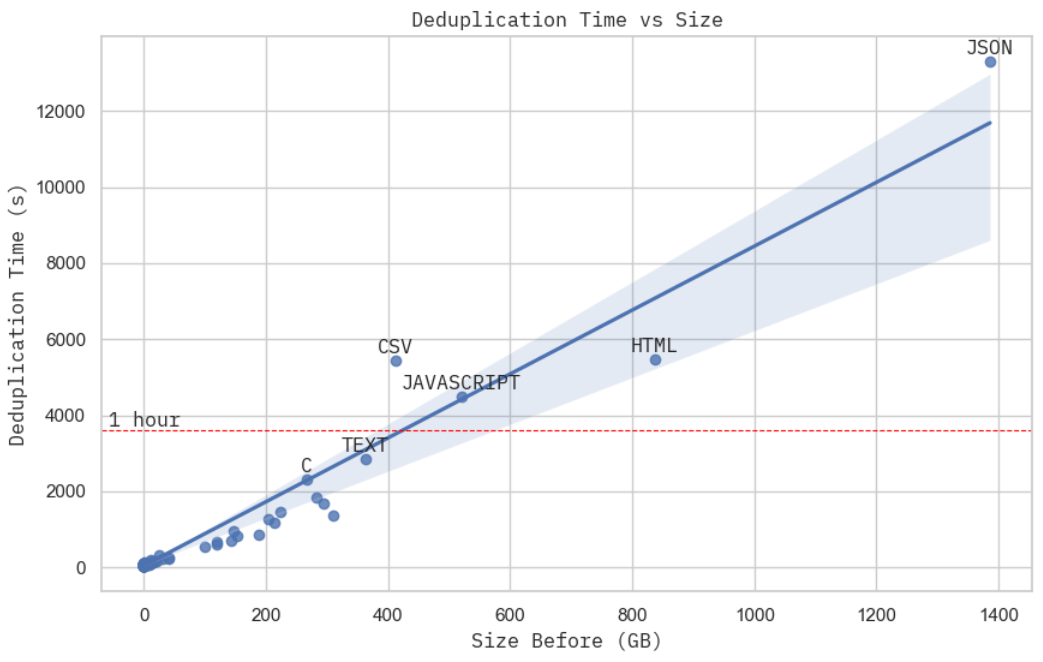 Deduplication Time vs Size
JSON
12000
10000
8000
6000
4000
2000
0
Deduplication Time (s)
CSV
HTML
JAVASCRIPT
1 hour
TEXT
C
0 200 400 600 800 1000 1200 1400
Size Before (GB)